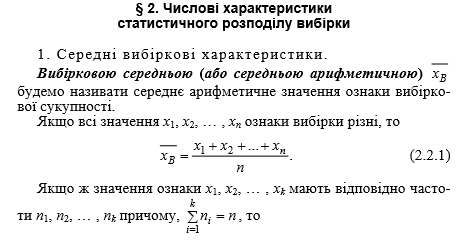 § 2. Числові характеристики
статистичного розподілу вибірки
1. Середні вибіркові характеристики.
Вибірковою середньою (або середньою арифметичною) x̅_B
будемо називати середнє арифметичне значення ознаки вибірко-
вої сукупності.
Якщо всі значення x₁, x₂, … , xₙ ознаки вибірки різні, то
x̅_B = (x₁ + x₂ + ... + xₙ) / n . (2.2.1)
Якщо ж значення ознаки x₁, x₂, … , xₖ мають відповідно часто-
ти n₁, n₂, … , nₖ причому, ∑_{i=1}^{k} nᵢ = n , то